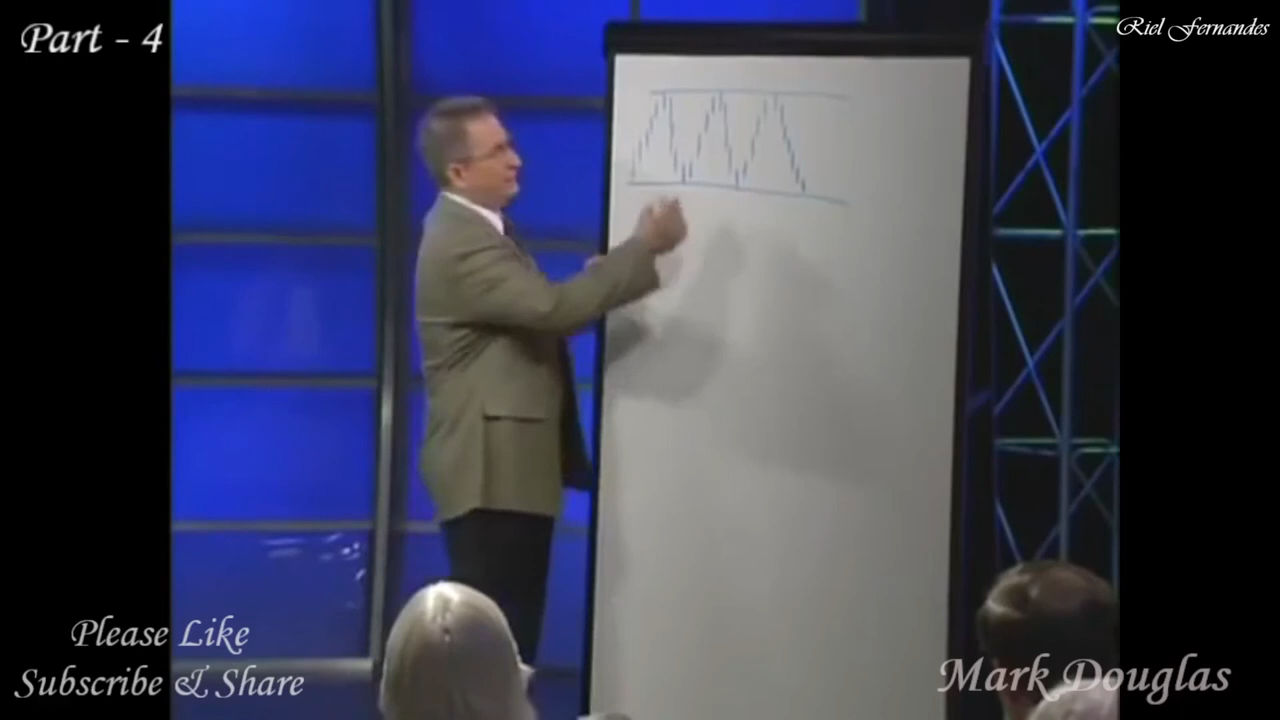 Part - 4
Riel Fernandes
Please Like
Subscribe & Share
Mark Douglas